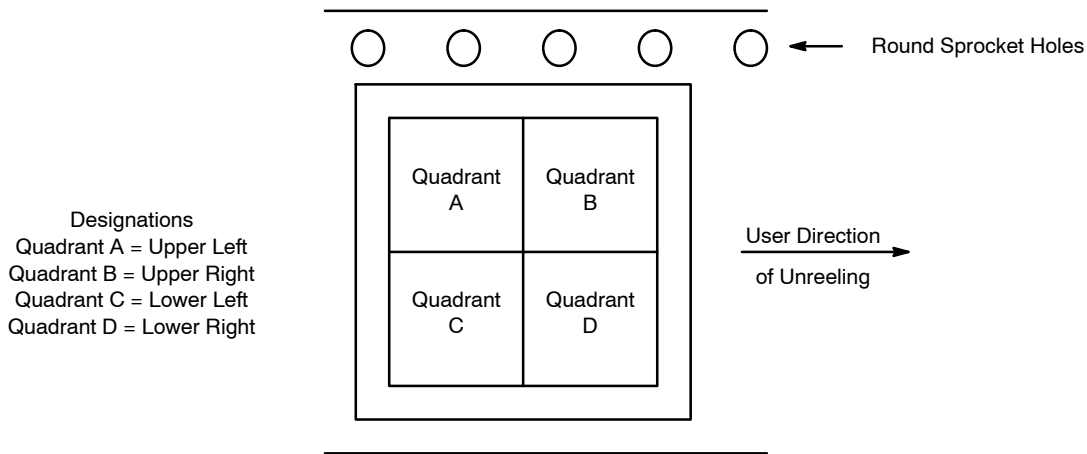 Round Sprocket Holes
Quadrant
A
Quadrant
B
Designations
Quadrant A = Upper Left
Quadrant B = Upper Right
Quadrant C = Lower Left
Quadrant D = Lower Right
Quadrant
C
Quadrant
D
User Direction
of Unreeling